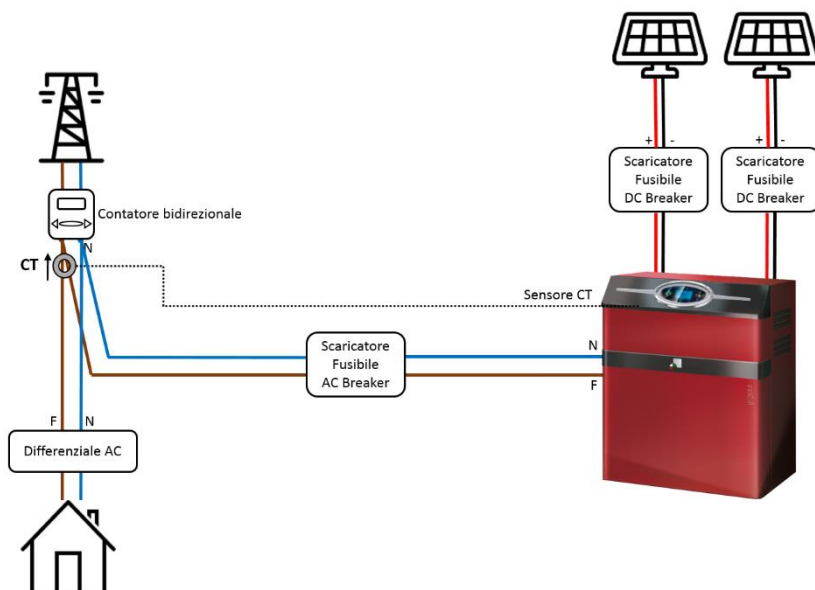 + -
+ -
Scaricatore
Fusibile
DC Breaker
Scaricatore
Fusibile
DC Breaker
Contatore bidirezionale
N
CT
Sensore CT
N
Scaricatore
Fusibile
AC Breaker
F
F N
Differenziale AC